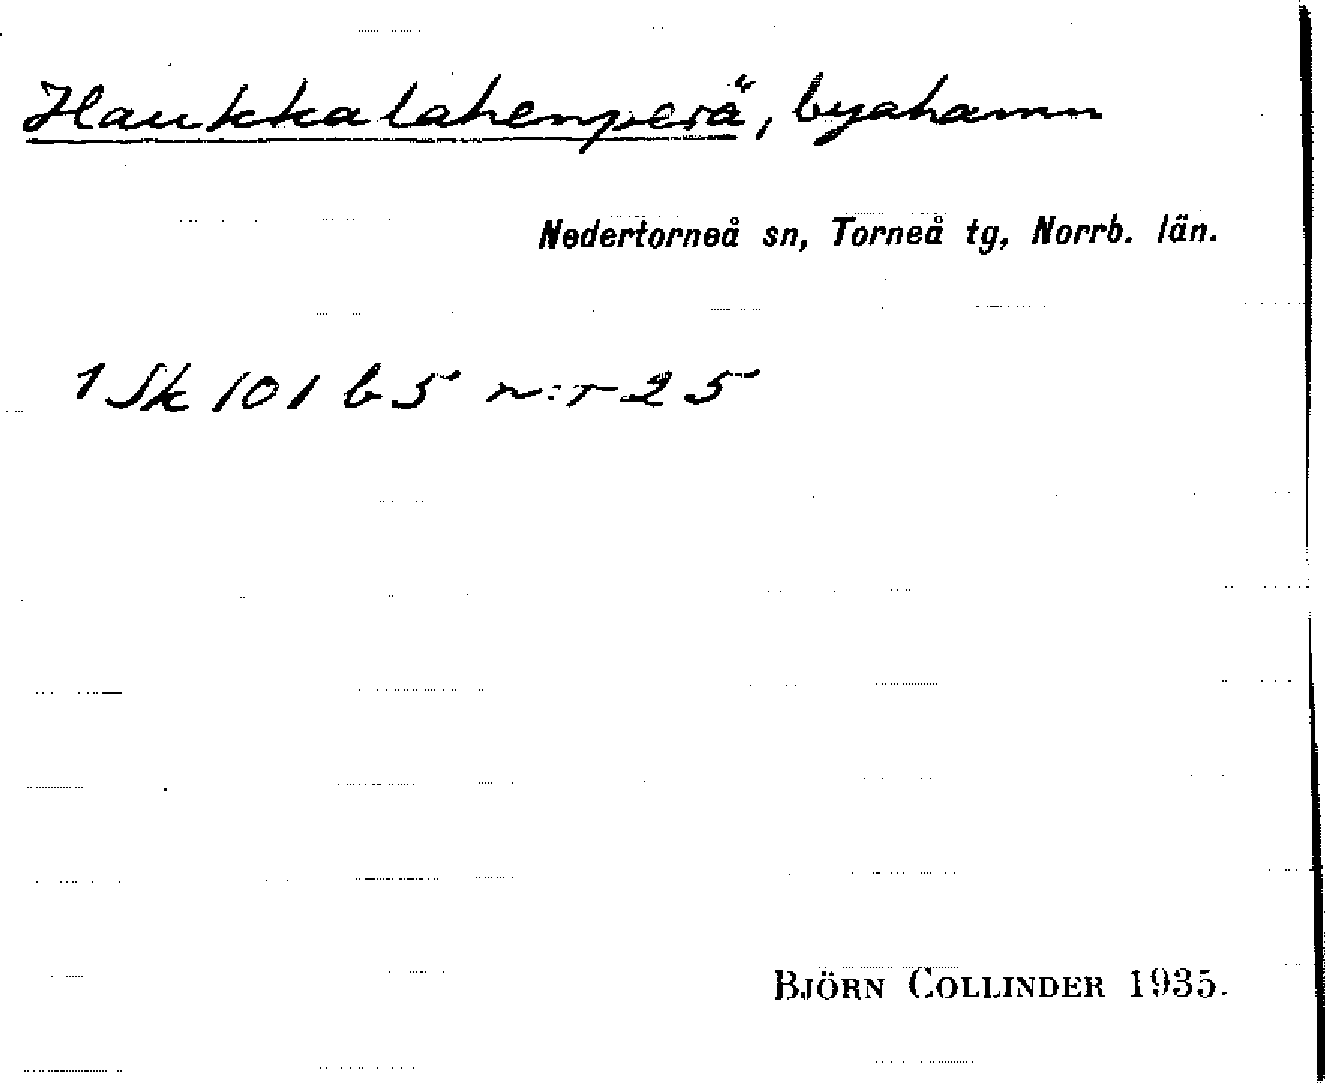 Haukkalahenperä, byahamn
Nedertorneå sn, Torneå tg, Norrb. län.
1 Sk 101 b 5 n:r 25
BJÖRN COLLINDER 1935.